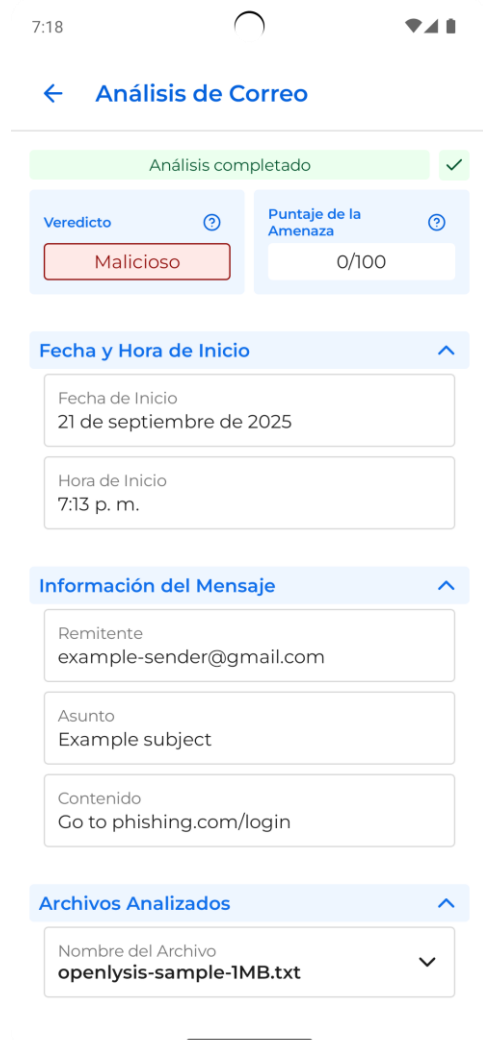 7:18
Análisis de Correo
Análisis completado
Veredicto
Malicioso
Puntaje de la
Amenaza
0/100
Fecha y Hora de Inicio
Fecha de Inicio
21 de septiembre de 2025
Hora de Inicio
7:13 p. m.
Información del Mensaje
Remitente
example-sender@gmail.com
Asunto
Example subject
Contenido
Go to phishing.com/login
Archivos Analizados
Nombre del Archivo
openlysis-sample-1MB.txt